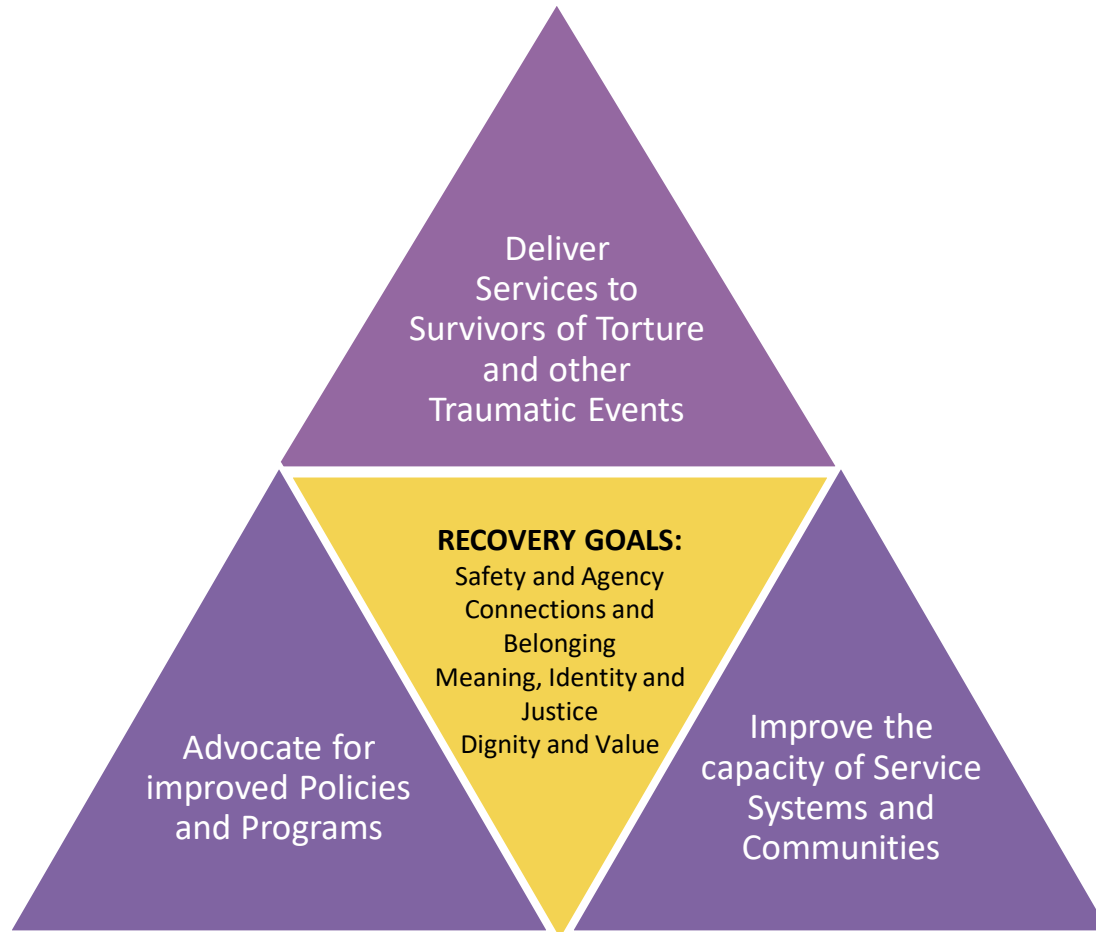 Deliver
Services to
Survivors of Torture
and other
Traumatic Events
RECOVERY GOALS:
Safety and Agency
Connections and
Belonging
Meaning, Identity and
Justice
Dignity and Value
Advocate for
improved Policies
and Programs
Improve the
capacity of Service
Systems and
Communities